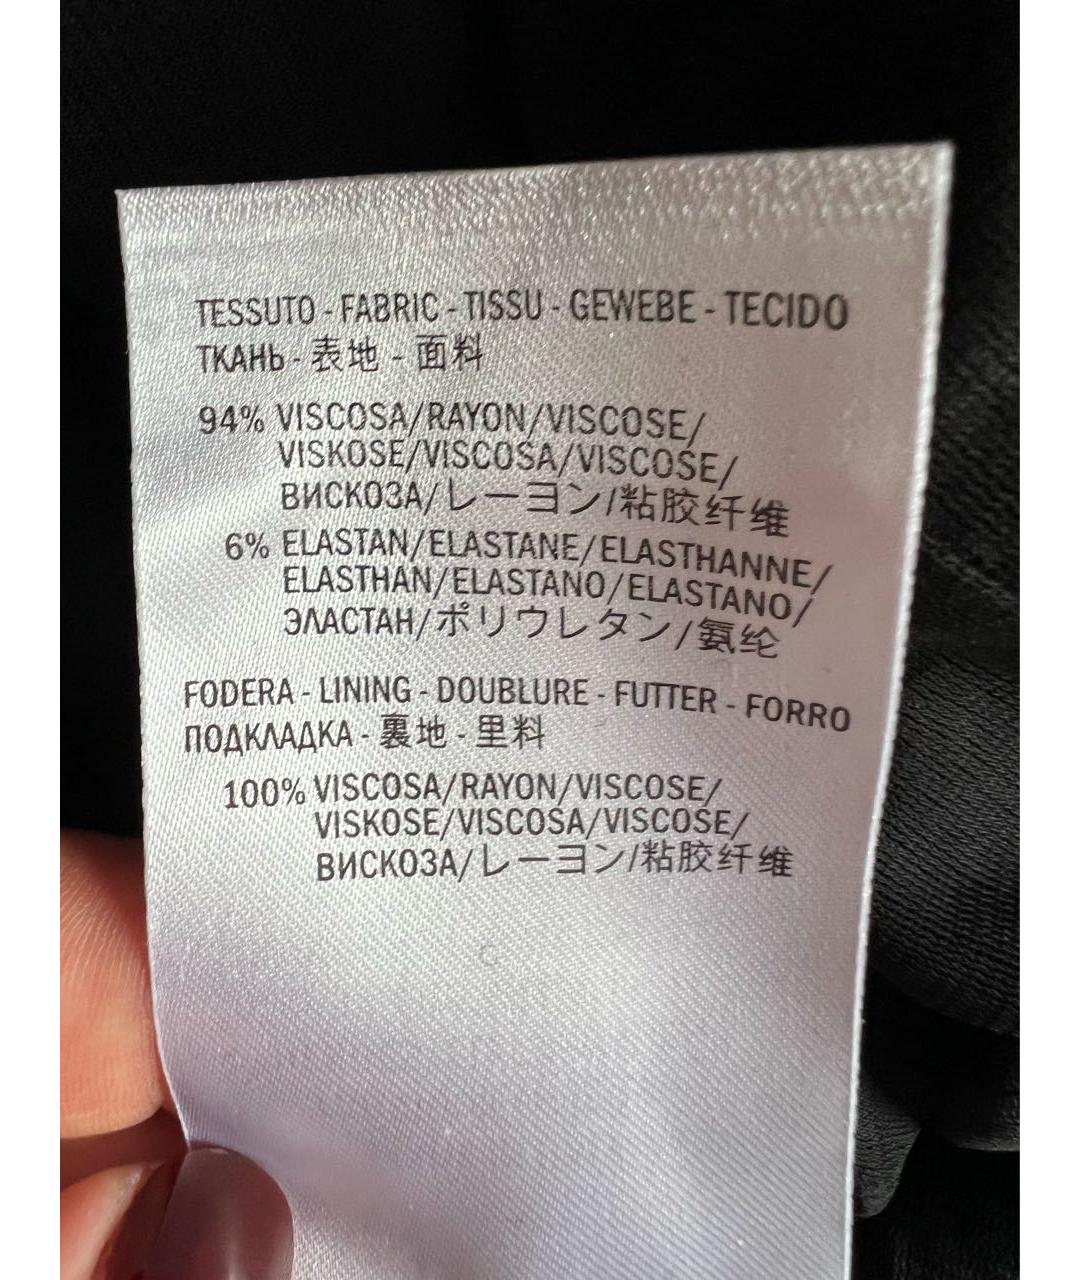 TESSUTO - FABRIC - TISSU - GEWEBE - TECIDO
ТКАНЬ - 表地 - 面料
94% VISCOSA/RAYON/VISCOSE/
VISKOSE/VISCOSA/VISCOSE/
ВИСКОЗА/レーヨン/粘胶纤维
6% ELASTAN/ELASTANE/ELASTHANNE/
ELASTHAN/ELASTANO/ELASTANO/
ЭЛАСТАН/ポリウレタン/氨纶
FODERA - LINING - DOUBLURE - FUTTER - FORRO
ПОДКЛАДКА - 裏地 - 里料
100% VISCOSA/RAYON/VISCOSE/
VISKOSE/VISCOSA/VISCOSE/
ВИСКОЗА/レーヨン/粘胶纤维